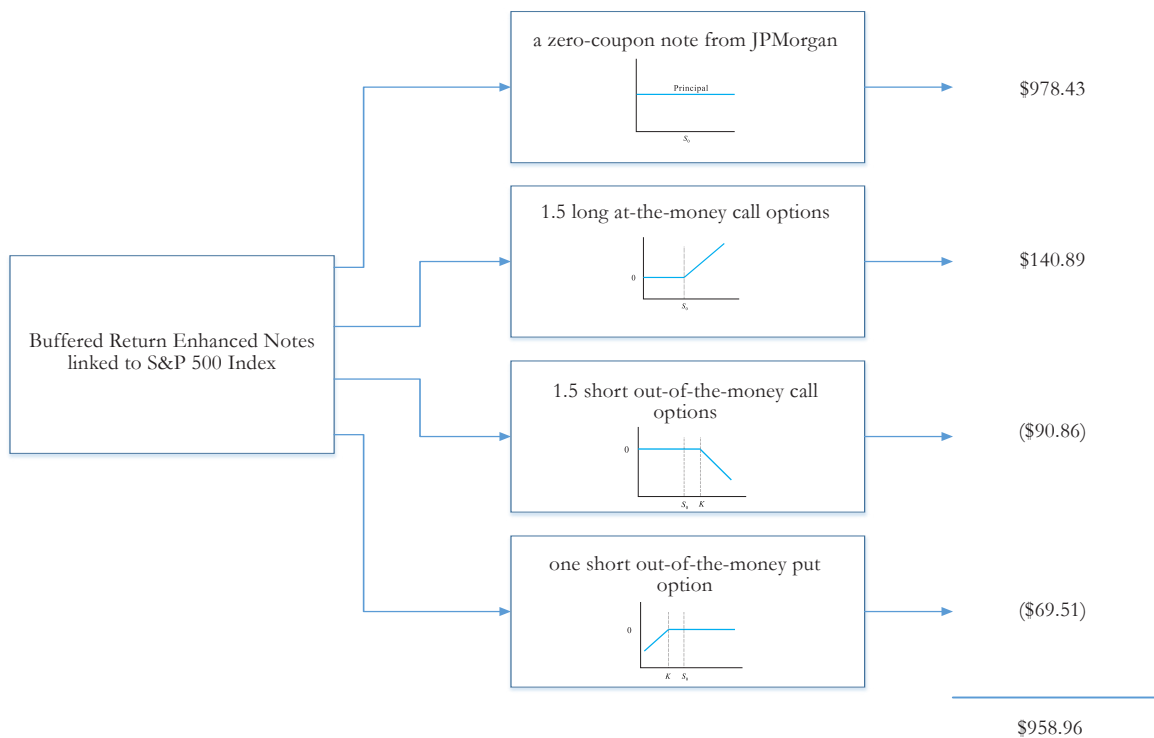 a zero-coupon note from JPMorgan
Principal
S₀
$978.43
1.5 long at-the-money call options
0
S₀
$140.89
Buffered Return Enhanced Notes
linked to S&P 500 Index
1.5 short out-of-the-money call
options
0
S₀ K
($90.86)
one short out-of-the-money put
option
0
K S₀
($69.51)
$958.96